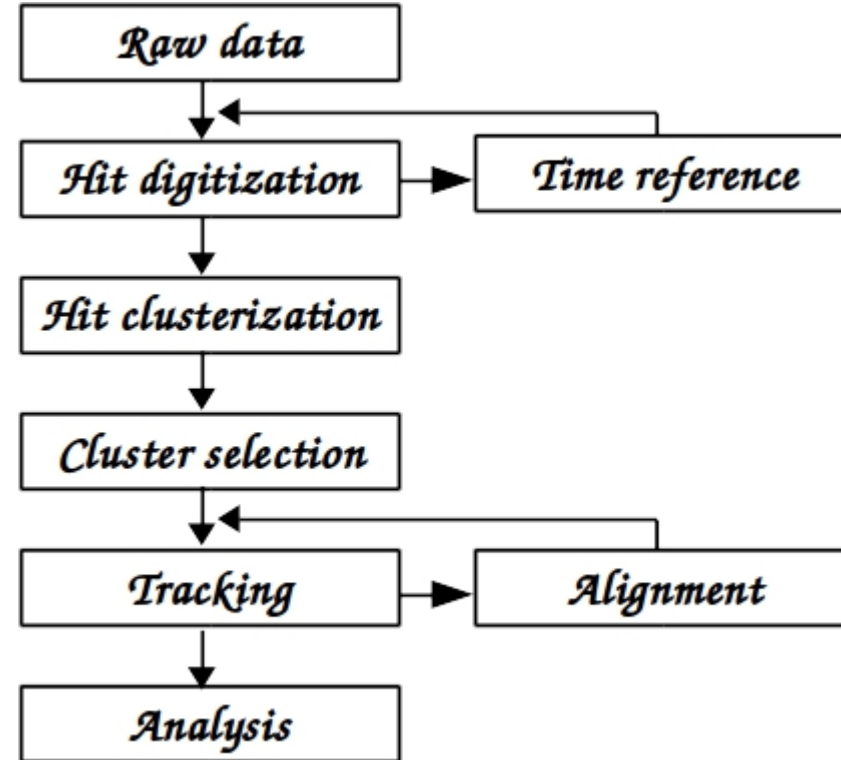 Raw data
Hit digitization
Time reference
Hit clusterization
Cluster selection
Tracking
Alignment
Analysis